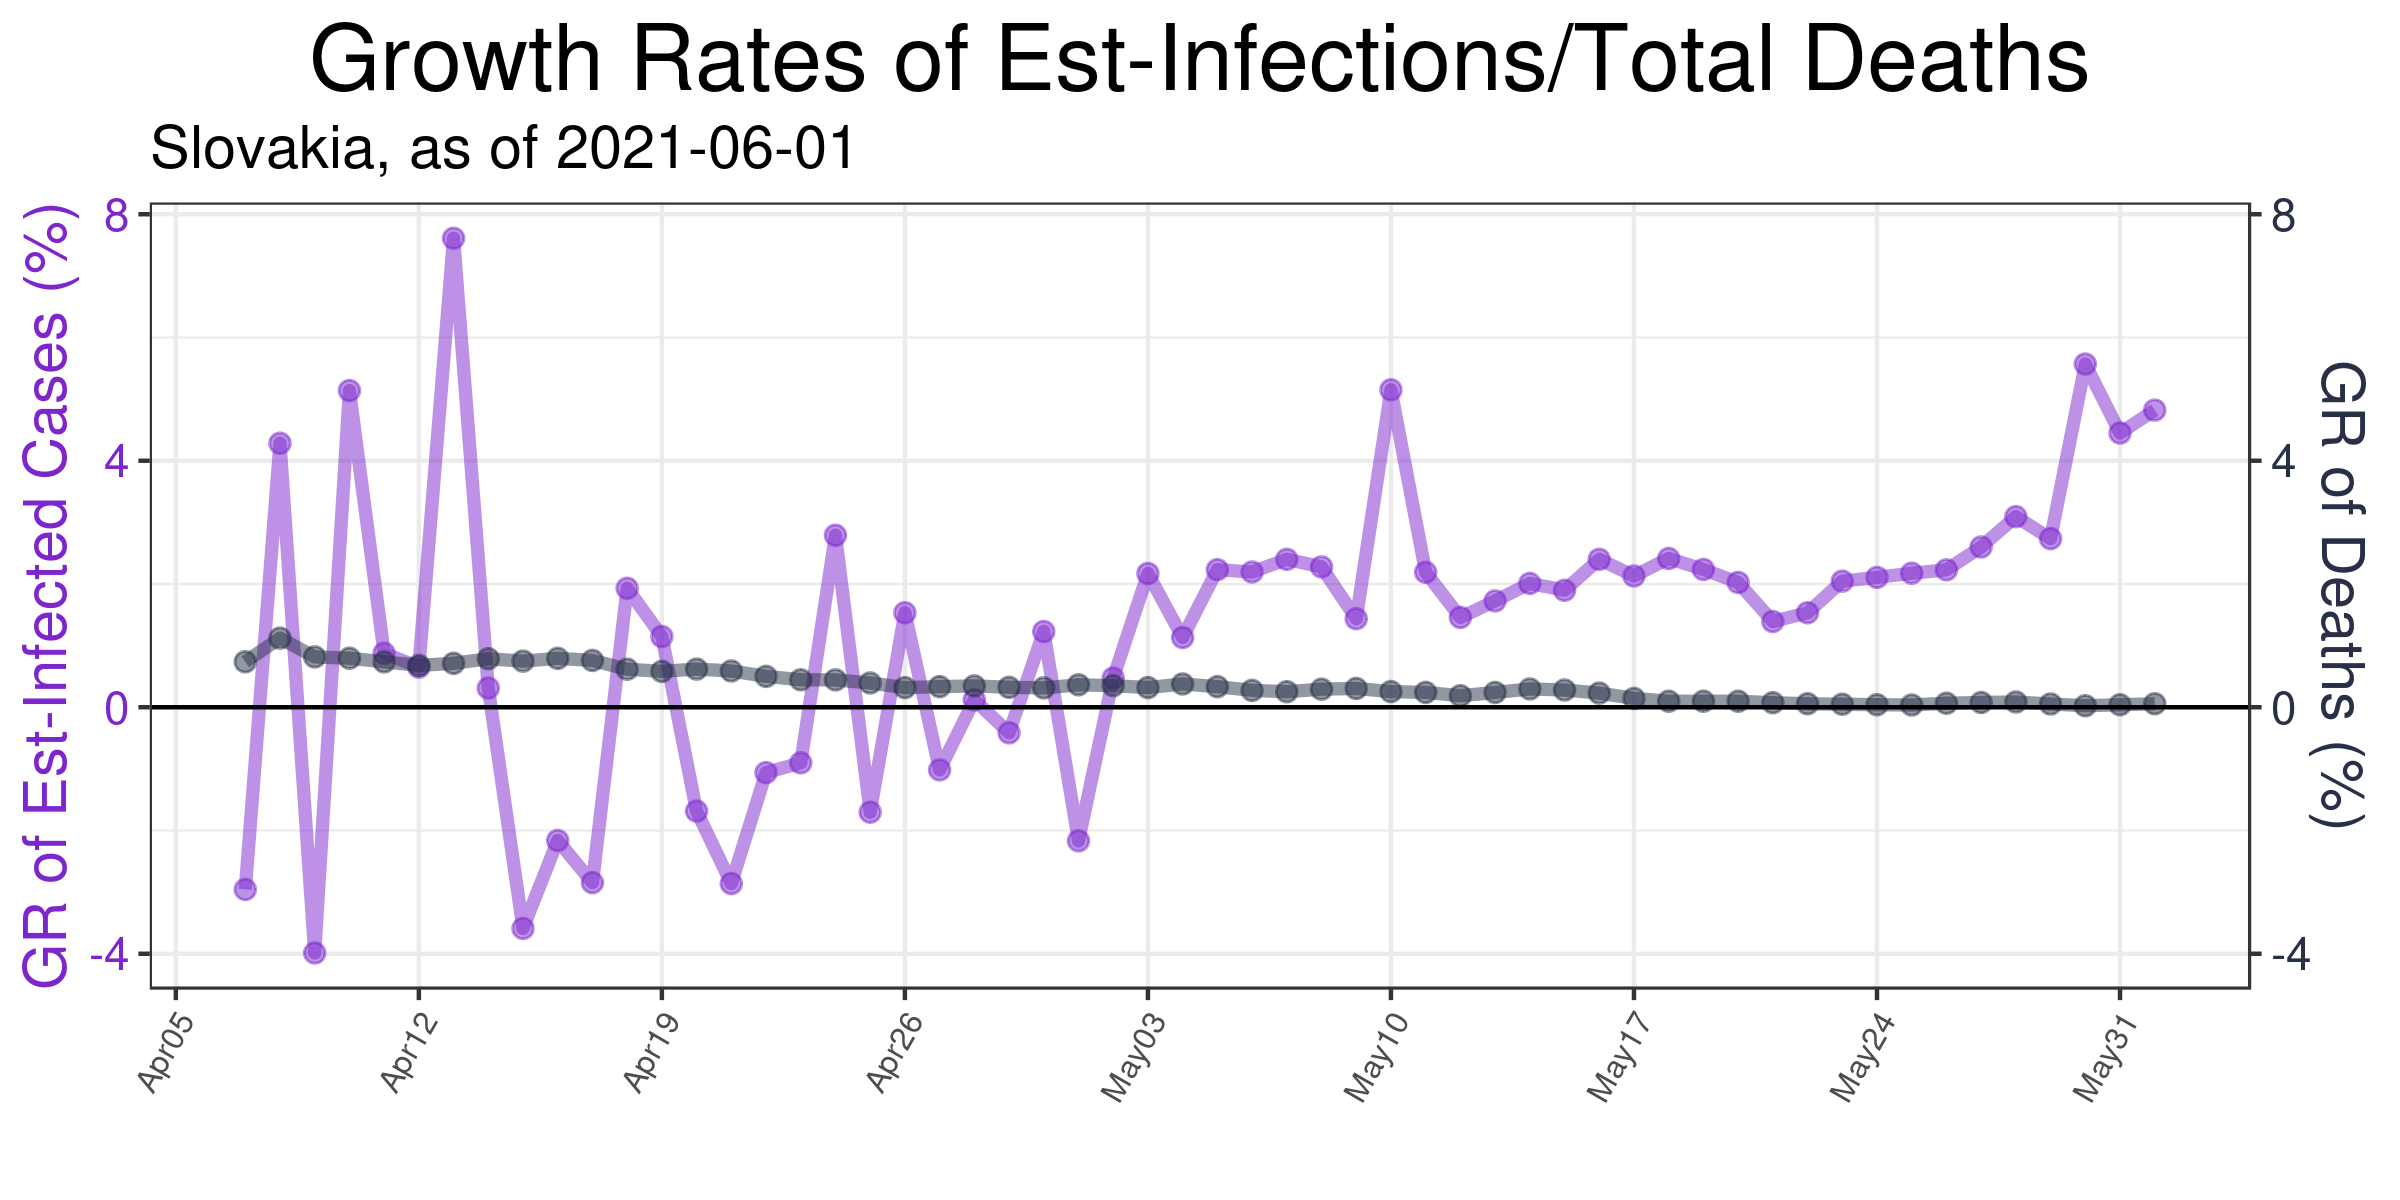 Growth Rates of Est-Infections/Total Deaths
Slovakia, as of 2021-06-01
GR of Est-Infected Cases (%)
8
4
0
-4
8
4
0
-4
GR of Deaths (%)
Apr05
Apr12
Apr19
Apr26
May03
May10
May17
May24
May31